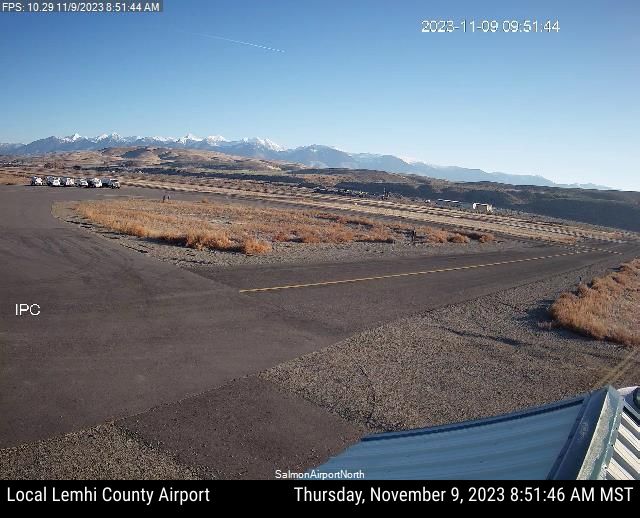 FPS: 10.29 11/9/2023 8:51:44 AM
2023-11-09 09:51:44
IPC
SalmonAirportNorth
Local Lemhi County Airport Thursday, November 9, 2023 8:51:46 AM MST